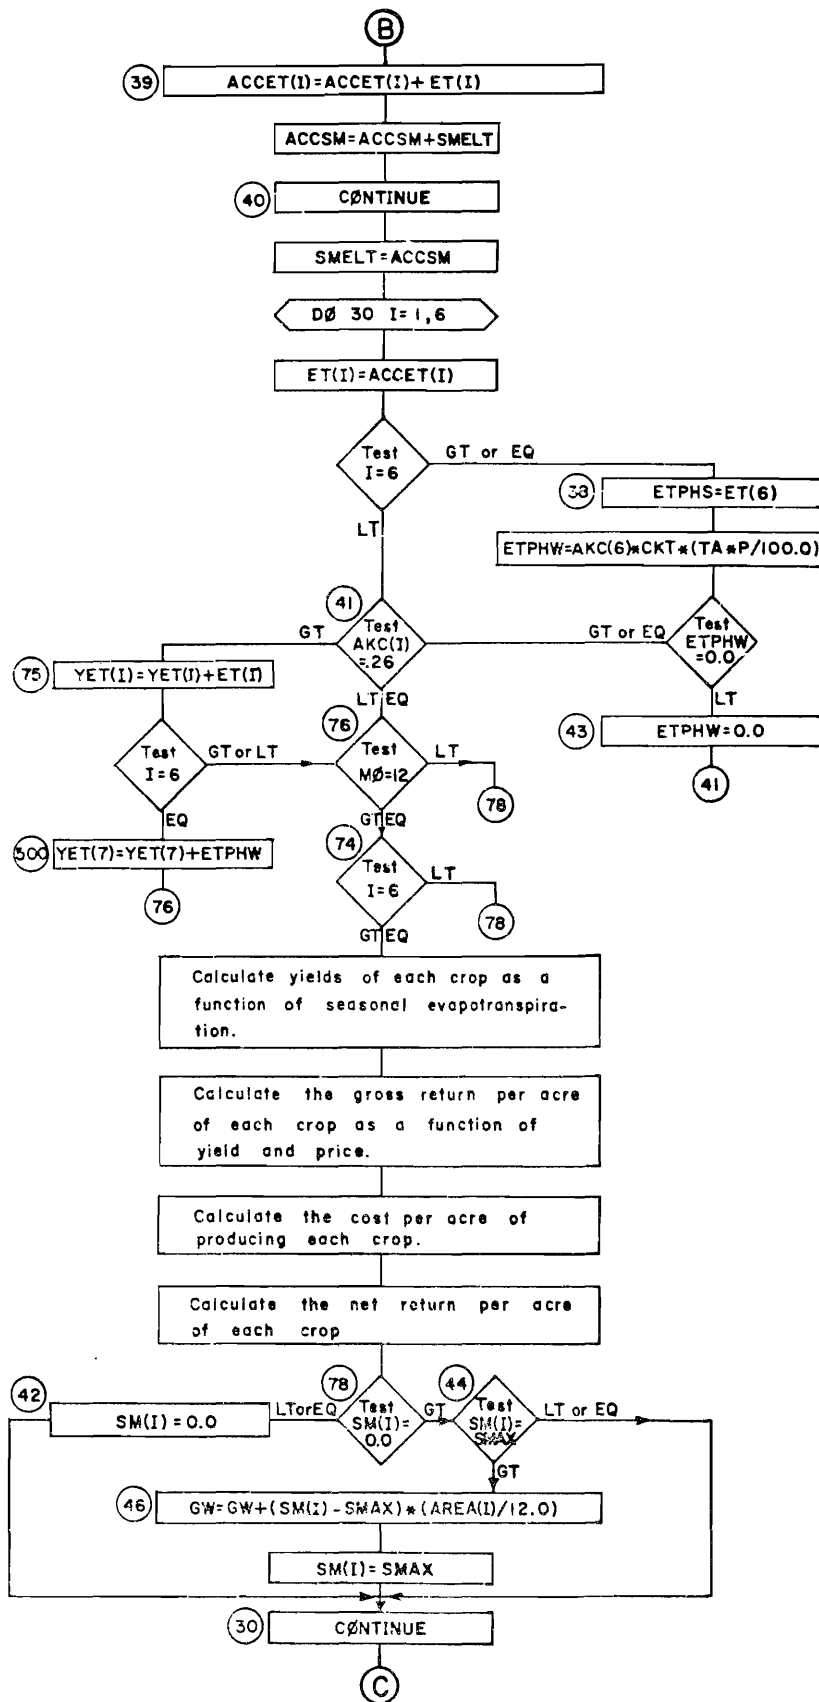 B
39
ACCET(I)=ACCET(I)+ET(I)
ACCSM=ACCSM+SMELT
40
CØNTINUE
SMELT=ACCSM
DØ 30 I=1,6
ET(I)=ACCET(I)
Test
I=6
GT or EQ
LT
38
ETPHS=ET(6)
ETPHW=AKC(6)*CKT*(TA*P/100.0)
Test
ETPHW
=0.0
GT or EQ
LT
43
ETPHW=0.0
41
41
Test
AKC(I)
=.26
GT
LT EQ
75
YET(I)=YET(I)+ET(I)
Test
I=6
GT or LT
EQ
300
YET(7)=YET(7)+ETPHW
76
76
Test
MØ=12
LT
78
GT EQ
74
Test
I=6
LT
78
GT EQ
Calculate yields of each crop as a
function of seasonal evapotranspira-
tion.
Calculate the gross return per acre
of each crop as a function of
yield and price.
Calculate the cost per acre of
producing each crop.
Calculate the net return per acre
of each crop
78
Test
SM(I)=
0.0
LT or EQ
42
SM(I)=0.0
GT
44
Test
SM(I)=
SMAX
LT or EQ
GT
46
GW=GW+(SM(I)-SMAX)*(AREA(I)/12.0)
SM(I)=SMAX
30
CØNTINUE
C